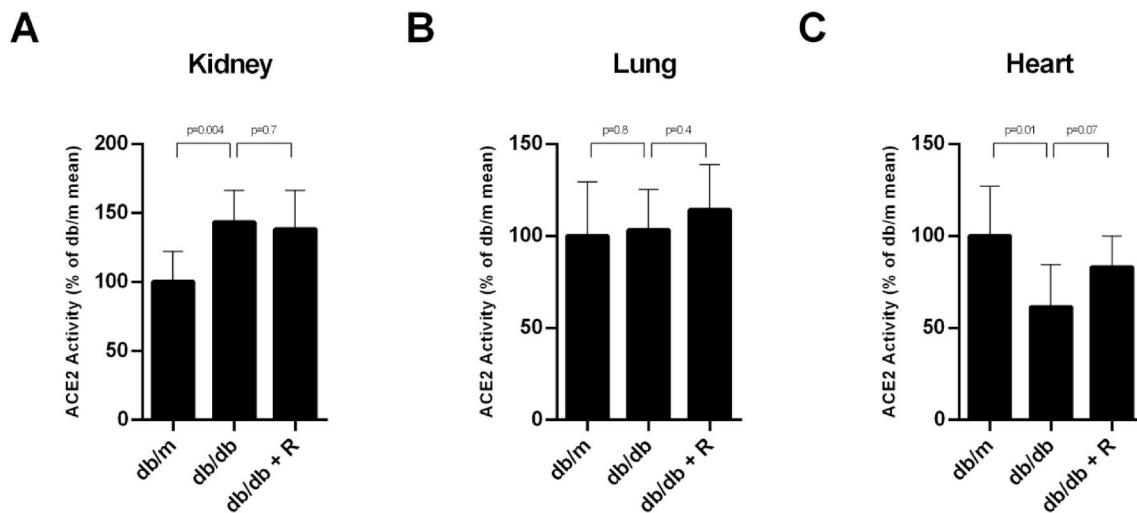 A
Kidney
p=0.004
p=0.7
ACE2 Activity (% of db/m mean)
200
150
100
50
0
db/m
db/db
db/db + R
B
Lung
p=0.8
p=0.4
ACE2 Activity (% of db/m mean)
150
100
50
0
db/m
db/db
db/db + R
C
Heart
p=0.01
p=0.07
ACE2 Activity (% of db/m mean)
150
100
50
0
db/m
db/db
db/db + R